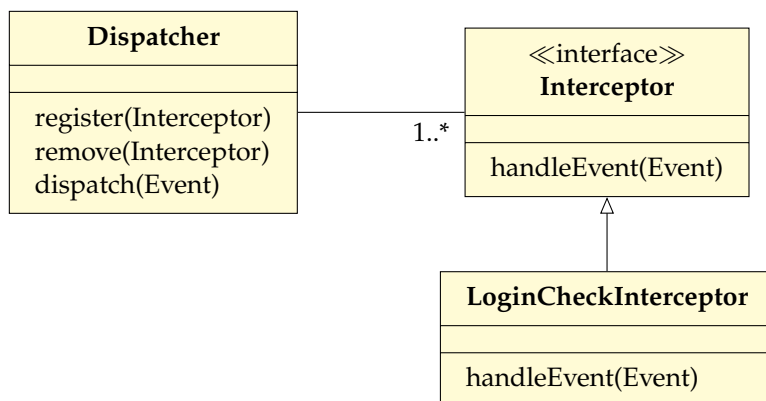 Dispatcher
register(Interceptor)
remove(Interceptor)
dispatch(Event)
1..*
≪interface≫
Interceptor
handleEvent(Event)
LoginCheckInterceptor
handleEvent(Event)